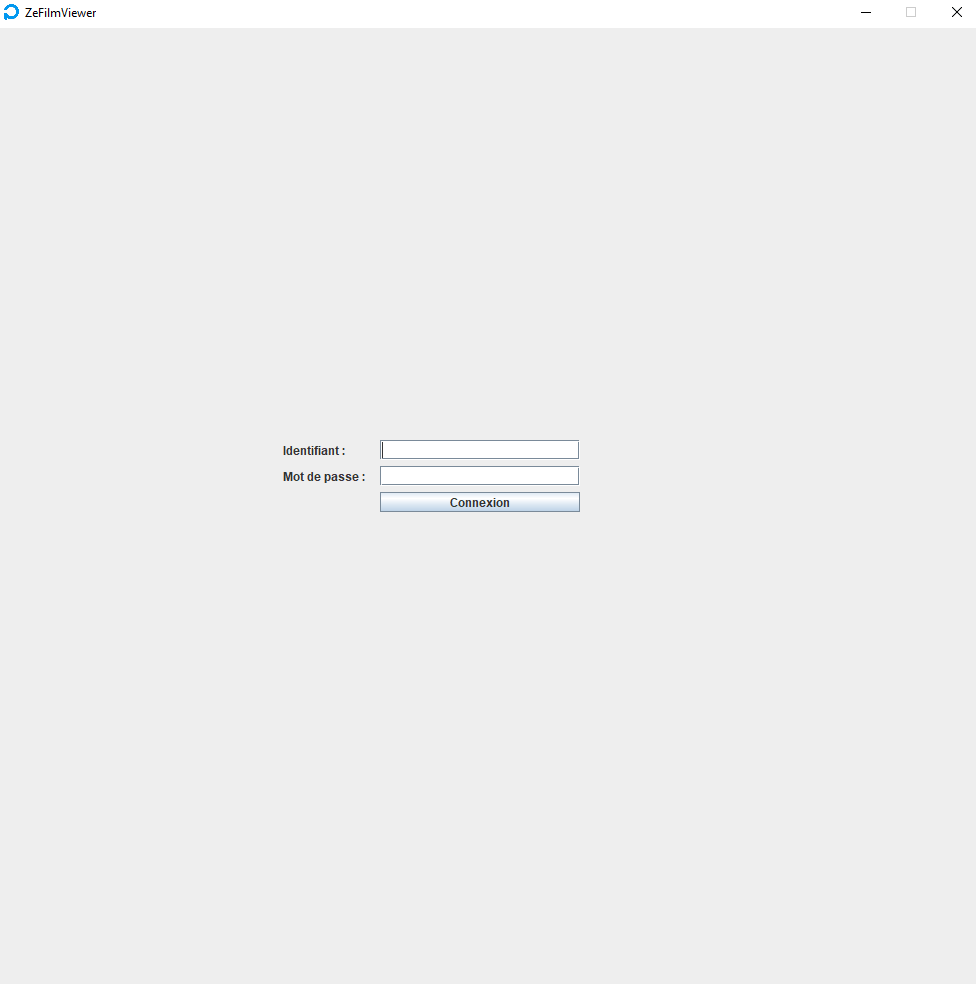 ZeFilmViewer
Identifiant :
Mot de passe :
Connexion